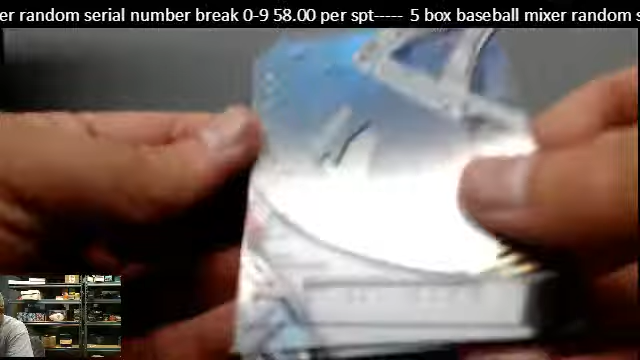 er random serial number break 0-9 58.00 per spt----- 5 box baseball mixer random s